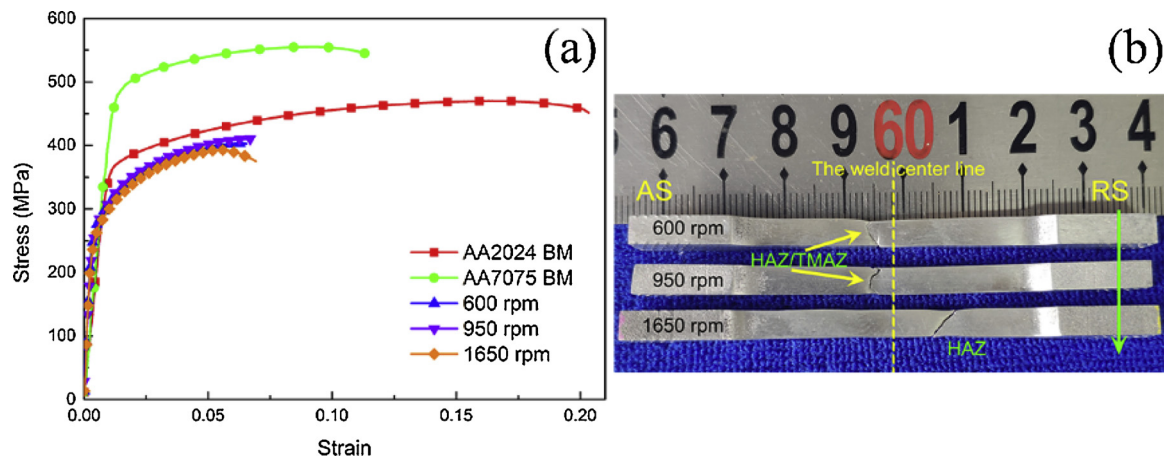 (a)
600
500
400
300
200
100
0
Stress (MPa)
0.00 0.05 0.10 0.15 0.20
Strain
AA2024 BM
AA7075 BM
600 rpm
950 rpm
1650 rpm
(b)
6 7 8 9 60 1 2 3 4
The weld center line
AS RS
600 rpm
HAZ/TMAZ
950 rpm
1650 rpm
HAZ